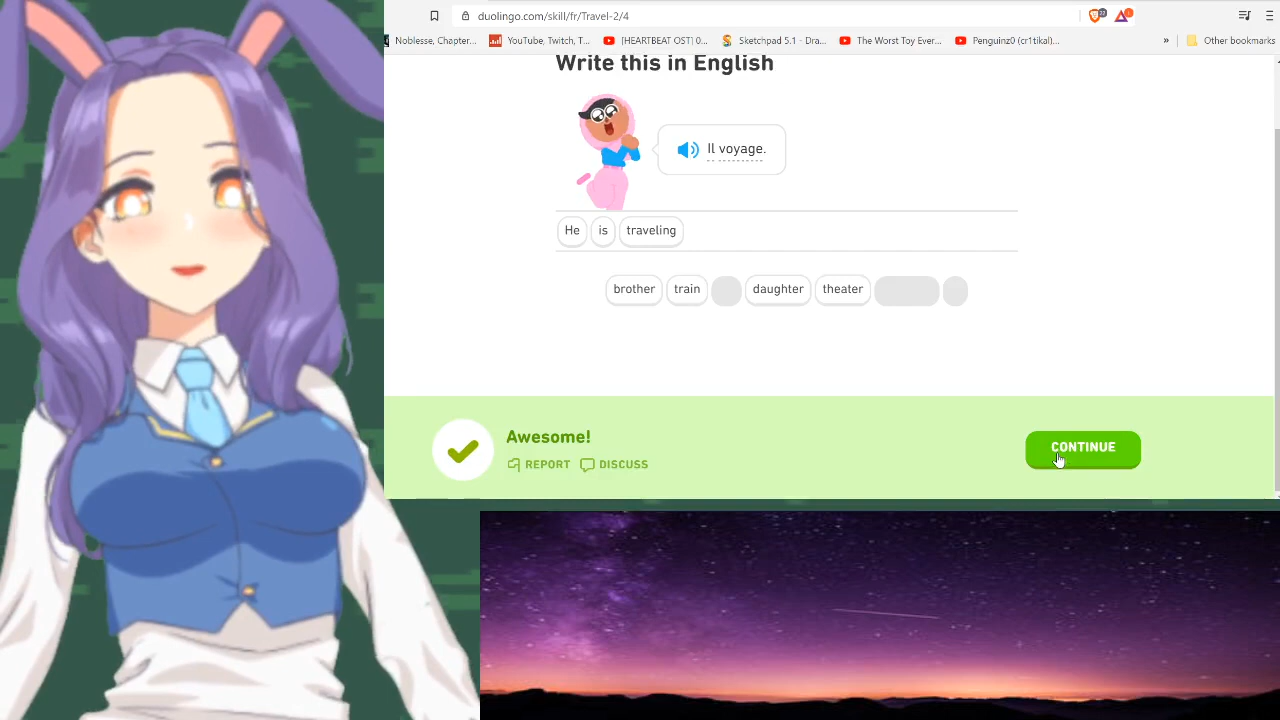 duolingo.com/skill/fr/Travel-2/4
Noblesse, Chapter... YouTube, Twitch, T... [HEARTBEAT OST] 0... Sketchpad 5.1 - Dr... The Worst Toy Ever... Penguinz0 (cr1tikal)... » Other bookmarks
Write this in English
Il voyage.
He is traveling
brother train daughter theater
Awesome!
REPORT DISCUSS
CONTINUE